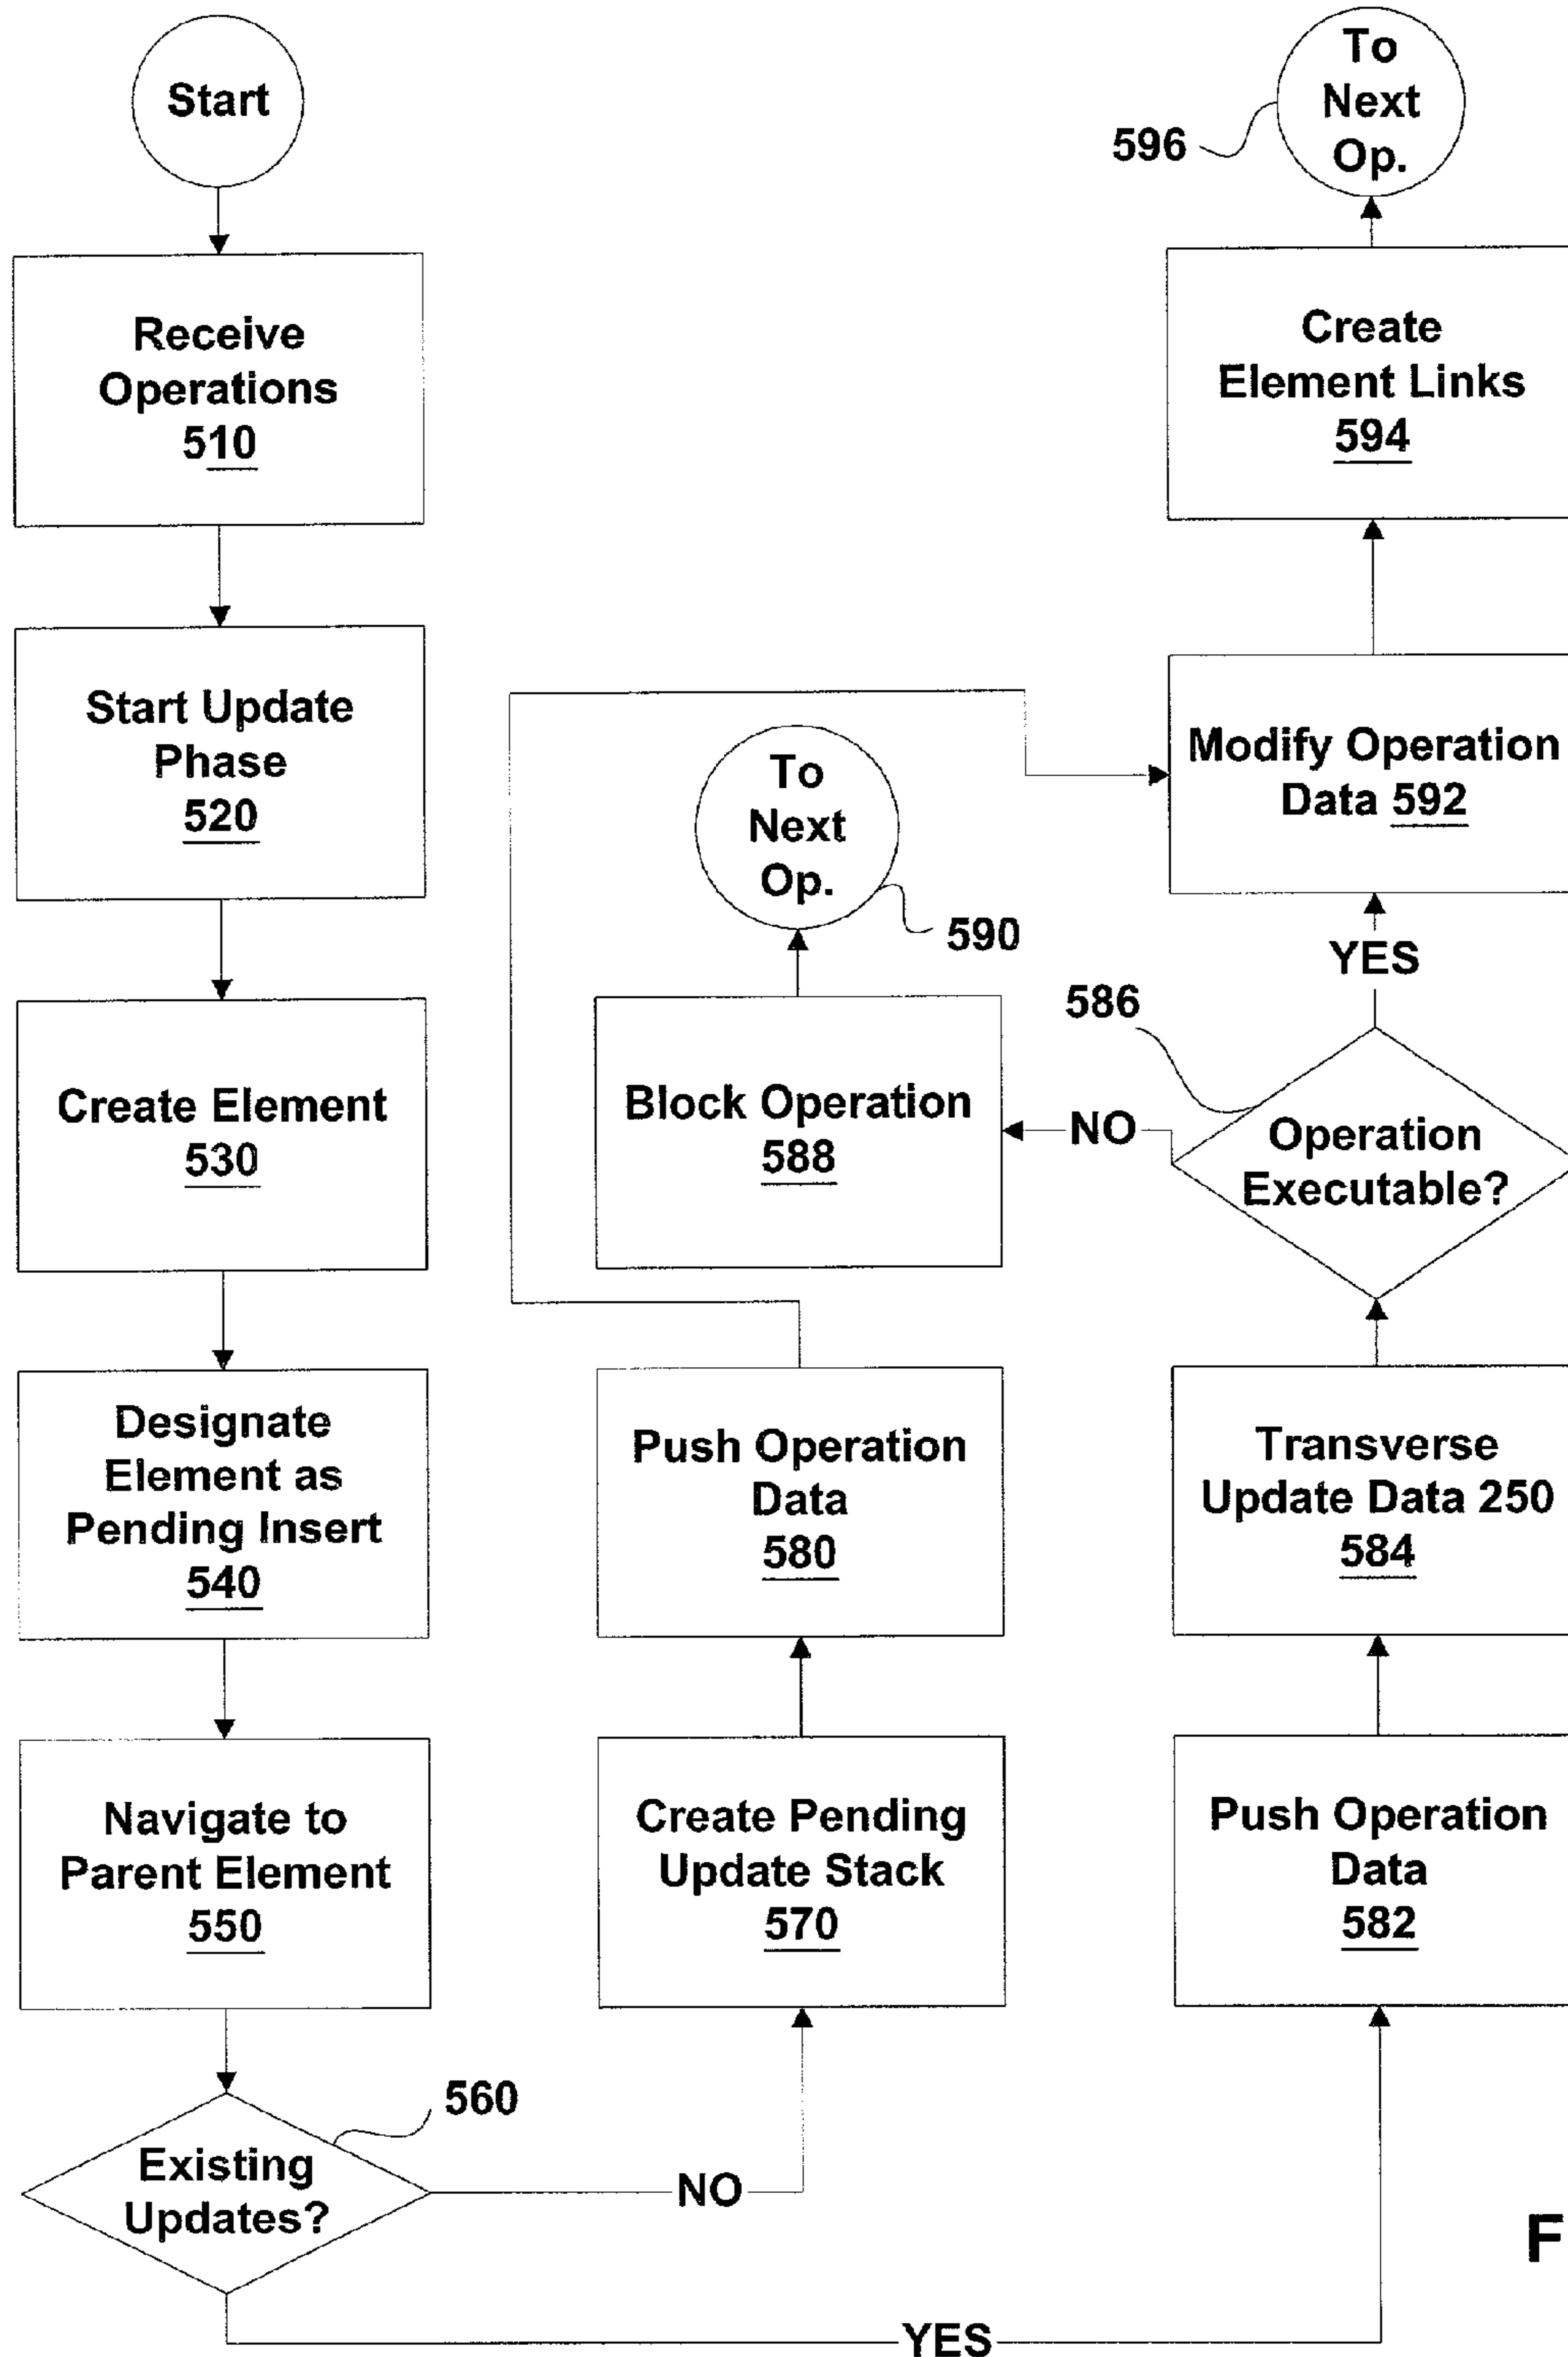 Start
Receive
Operations
510
Start Update
Phase
520
Create Element
530
Designate
Element as
Pending Insert
540
Navigate to
Parent Element
550
560
Existing
Updates?
NO
YES
Create Pending
Update Stack
570
Push Operation
Data
580
Push Operation
Data
582
Transverse
Update Data 250
584
586
Operation
Executable?
NO
YES
Block Operation
588
To
Next
Op.
590
Modify Operation
Data 592
Create
Element Links
594
To
Next
Op.
596
F